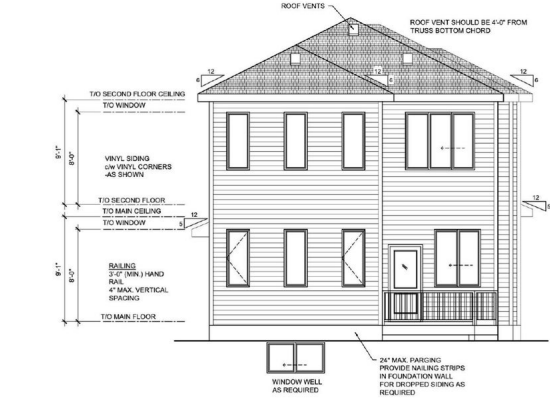 ROOF VENTS
ROOF VENT SHOULD BE 4'-0" FROM
TRUSS BOTTOM CHORD
12
6
12
6
12
6
T/O SECOND FLOOR CEILING
T/O WINDOW
9'-1"
8'-0"
VINYL SIDING
c/w VINYL CORNERS
-AS SHOWN
T/O SECOND FLOOR
T/O MAIN CEILING
T/O WINDOW
12
5
12
5
9'-1"
8'-0"
RAILING
3'-0" (MIN.) HAND
RAIL
4" MAX. VERTICAL
SPACING
T/O MAIN FLOOR
WINDOW WELL
AS REQUIRED
24" MAX. PARGING
PROVIDE NAILING STRIPS
IN FOUNDATION WALL
FOR DROPPED SIDING AS
REQUIRED